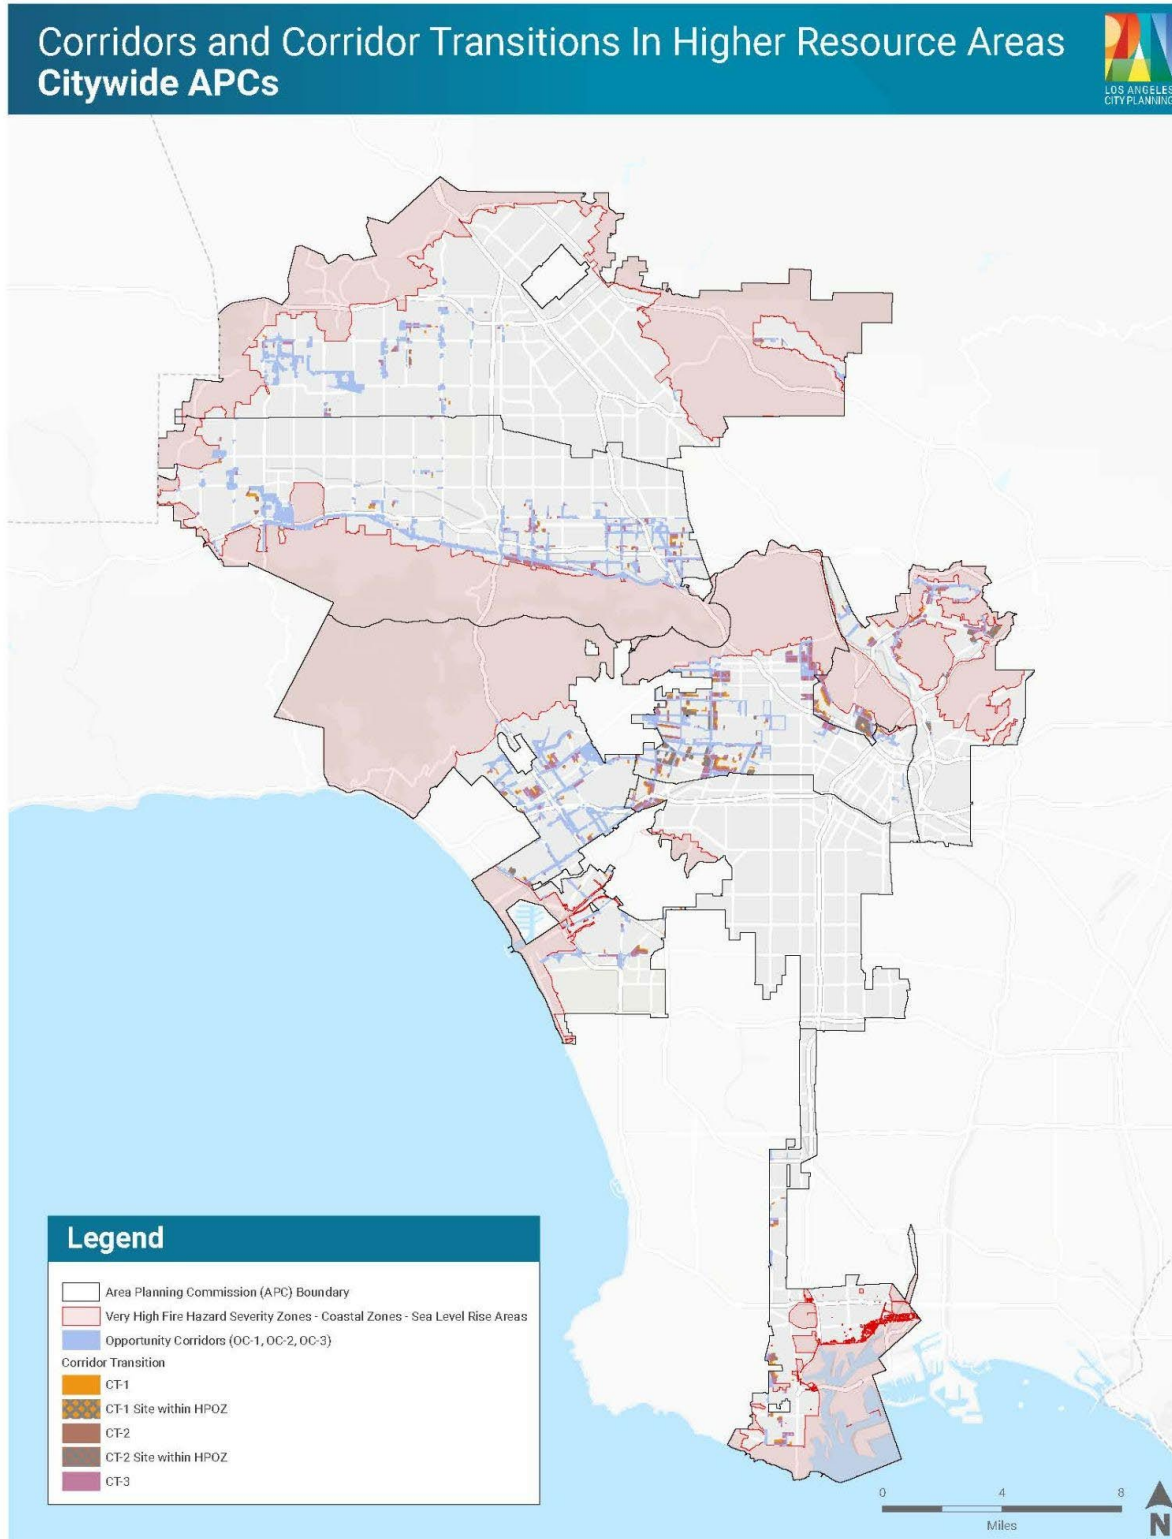 Corridors and Corridor Transitions In Higher Resource Areas
Citywide APCs
LOS ANGELES
CITY PLANNING
Legend
Area Planning Commission (APC) Boundary
Very High Fire Hazard Severity Zones - Coastal Zones - Sea Level Rise Areas
Opportunity Corridors (OC-1, OC-2, OC-3)
Corridor Transition
CT-1
CT-1 Site within HPOZ
CT-2
CT-2 Site within HPOZ
CT-3
0 4 8
Miles
N